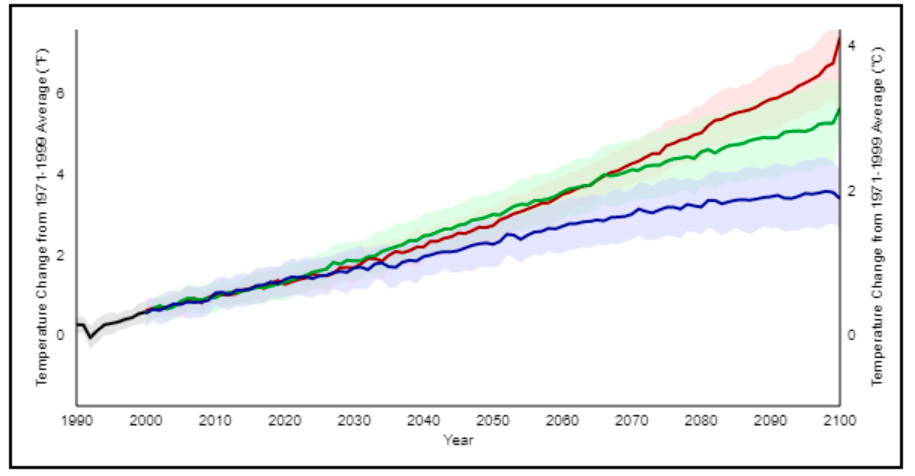 Temperature Change from 1971-1999 Average (°F)
6
4
2
0
4
2
0
Temperature Change from 1971-1999 Average (°C)
1990 2000 2010 2020 2030 2040 2050 2060 2070 2080 2090 2100
Year